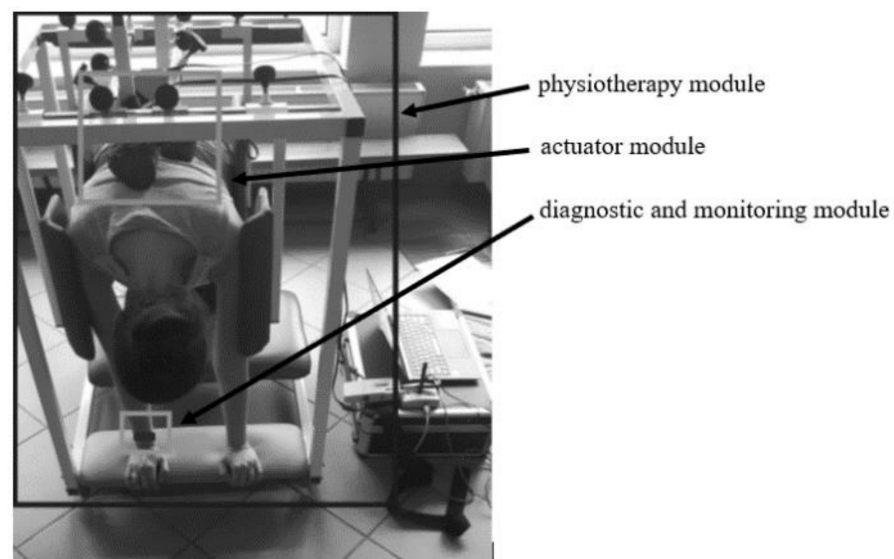 physiotherapy module
actuator module
diagnostic and monitoring module